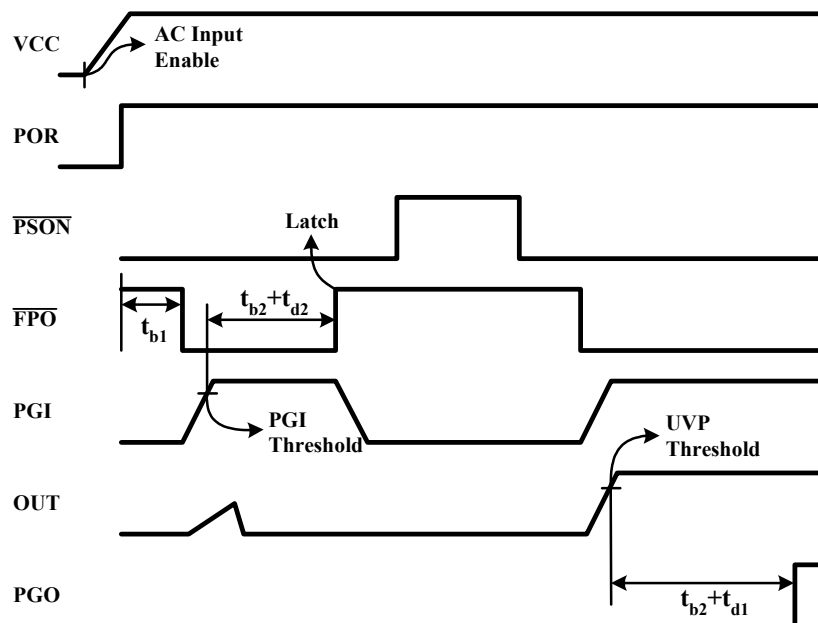 VCC
AC Input
Enable
POR
PSON
Latch
FPO
tb1
tb2+td2
PGI
PGI
Threshold
UVP
Threshold
OUT
PGO
tb2+td1